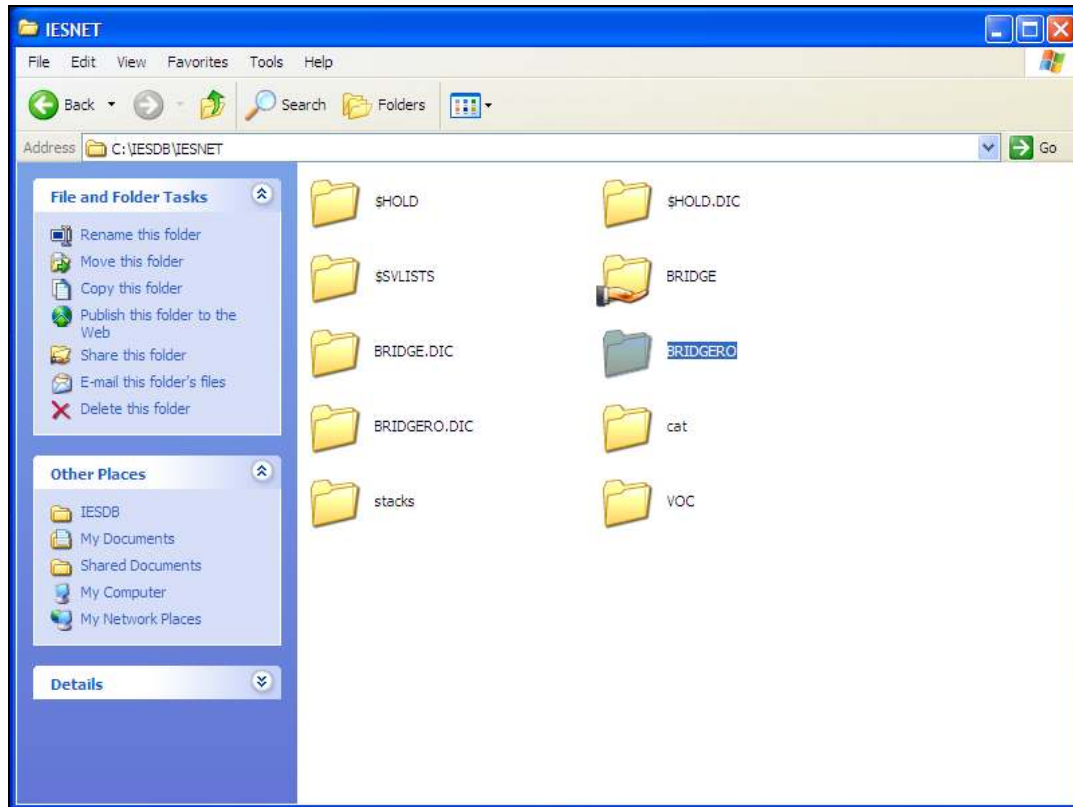 IESNET
File Edit View Favorites Tools Help
Back Search Folders
Address C:\IESDB\IESNET Go
File and Folder Tasks
Rename this folder
Move this folder
Copy this folder
Publish this folder to the
Web
Share this folder
E-mail this folder's files
Delete this folder
Other Places
IESDB
My Documents
Shared Documents
My Computer
My Network Places
Details
$HOLD $HOLD.DIC
$SVLISTS BRIDGE
BRIDGE.DIC BRIDGERO
BRIDGERO.DIC cat
stacks VOC